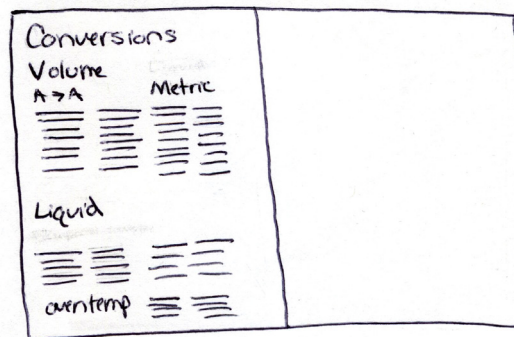 Conversions
Volume
A → A
Metric
Liquid
oventemp